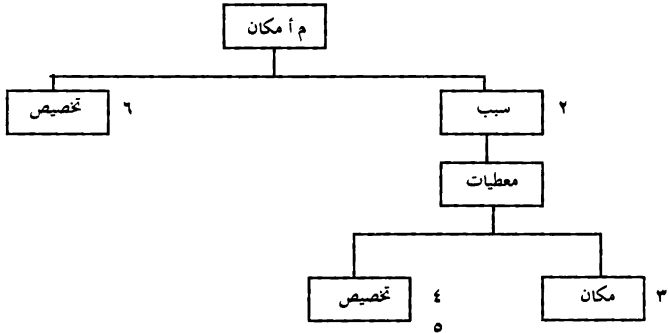 م أ مكان
٢ سبب
٦ تخصيص
معطيات
٣ مكان
٤ تخصيص
٥